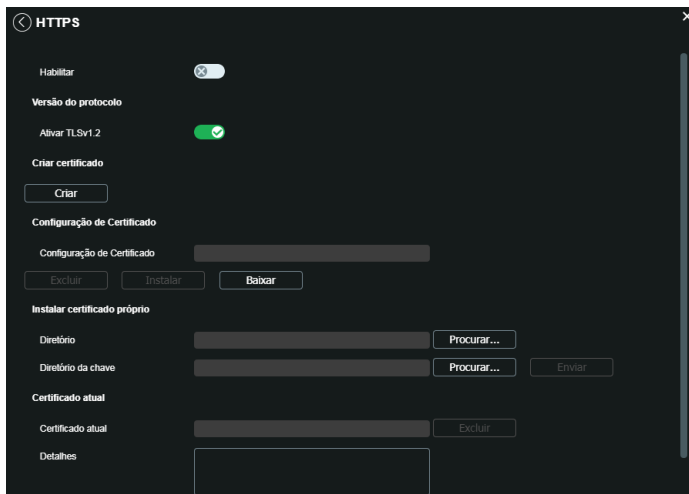 HTTPS
Habilitar
Versão do protocolo
Ativar TLSv1.2
Criar certificado
Criar
Configuração de Certificado
Configuração de Certificado
Excluir Instalar Baixar
Instalar certificado próprio
Diretório Procurar...
Diretório da chave Procurar... Enviar
Certificado atual
Certificado atual Excluir
Detalhes